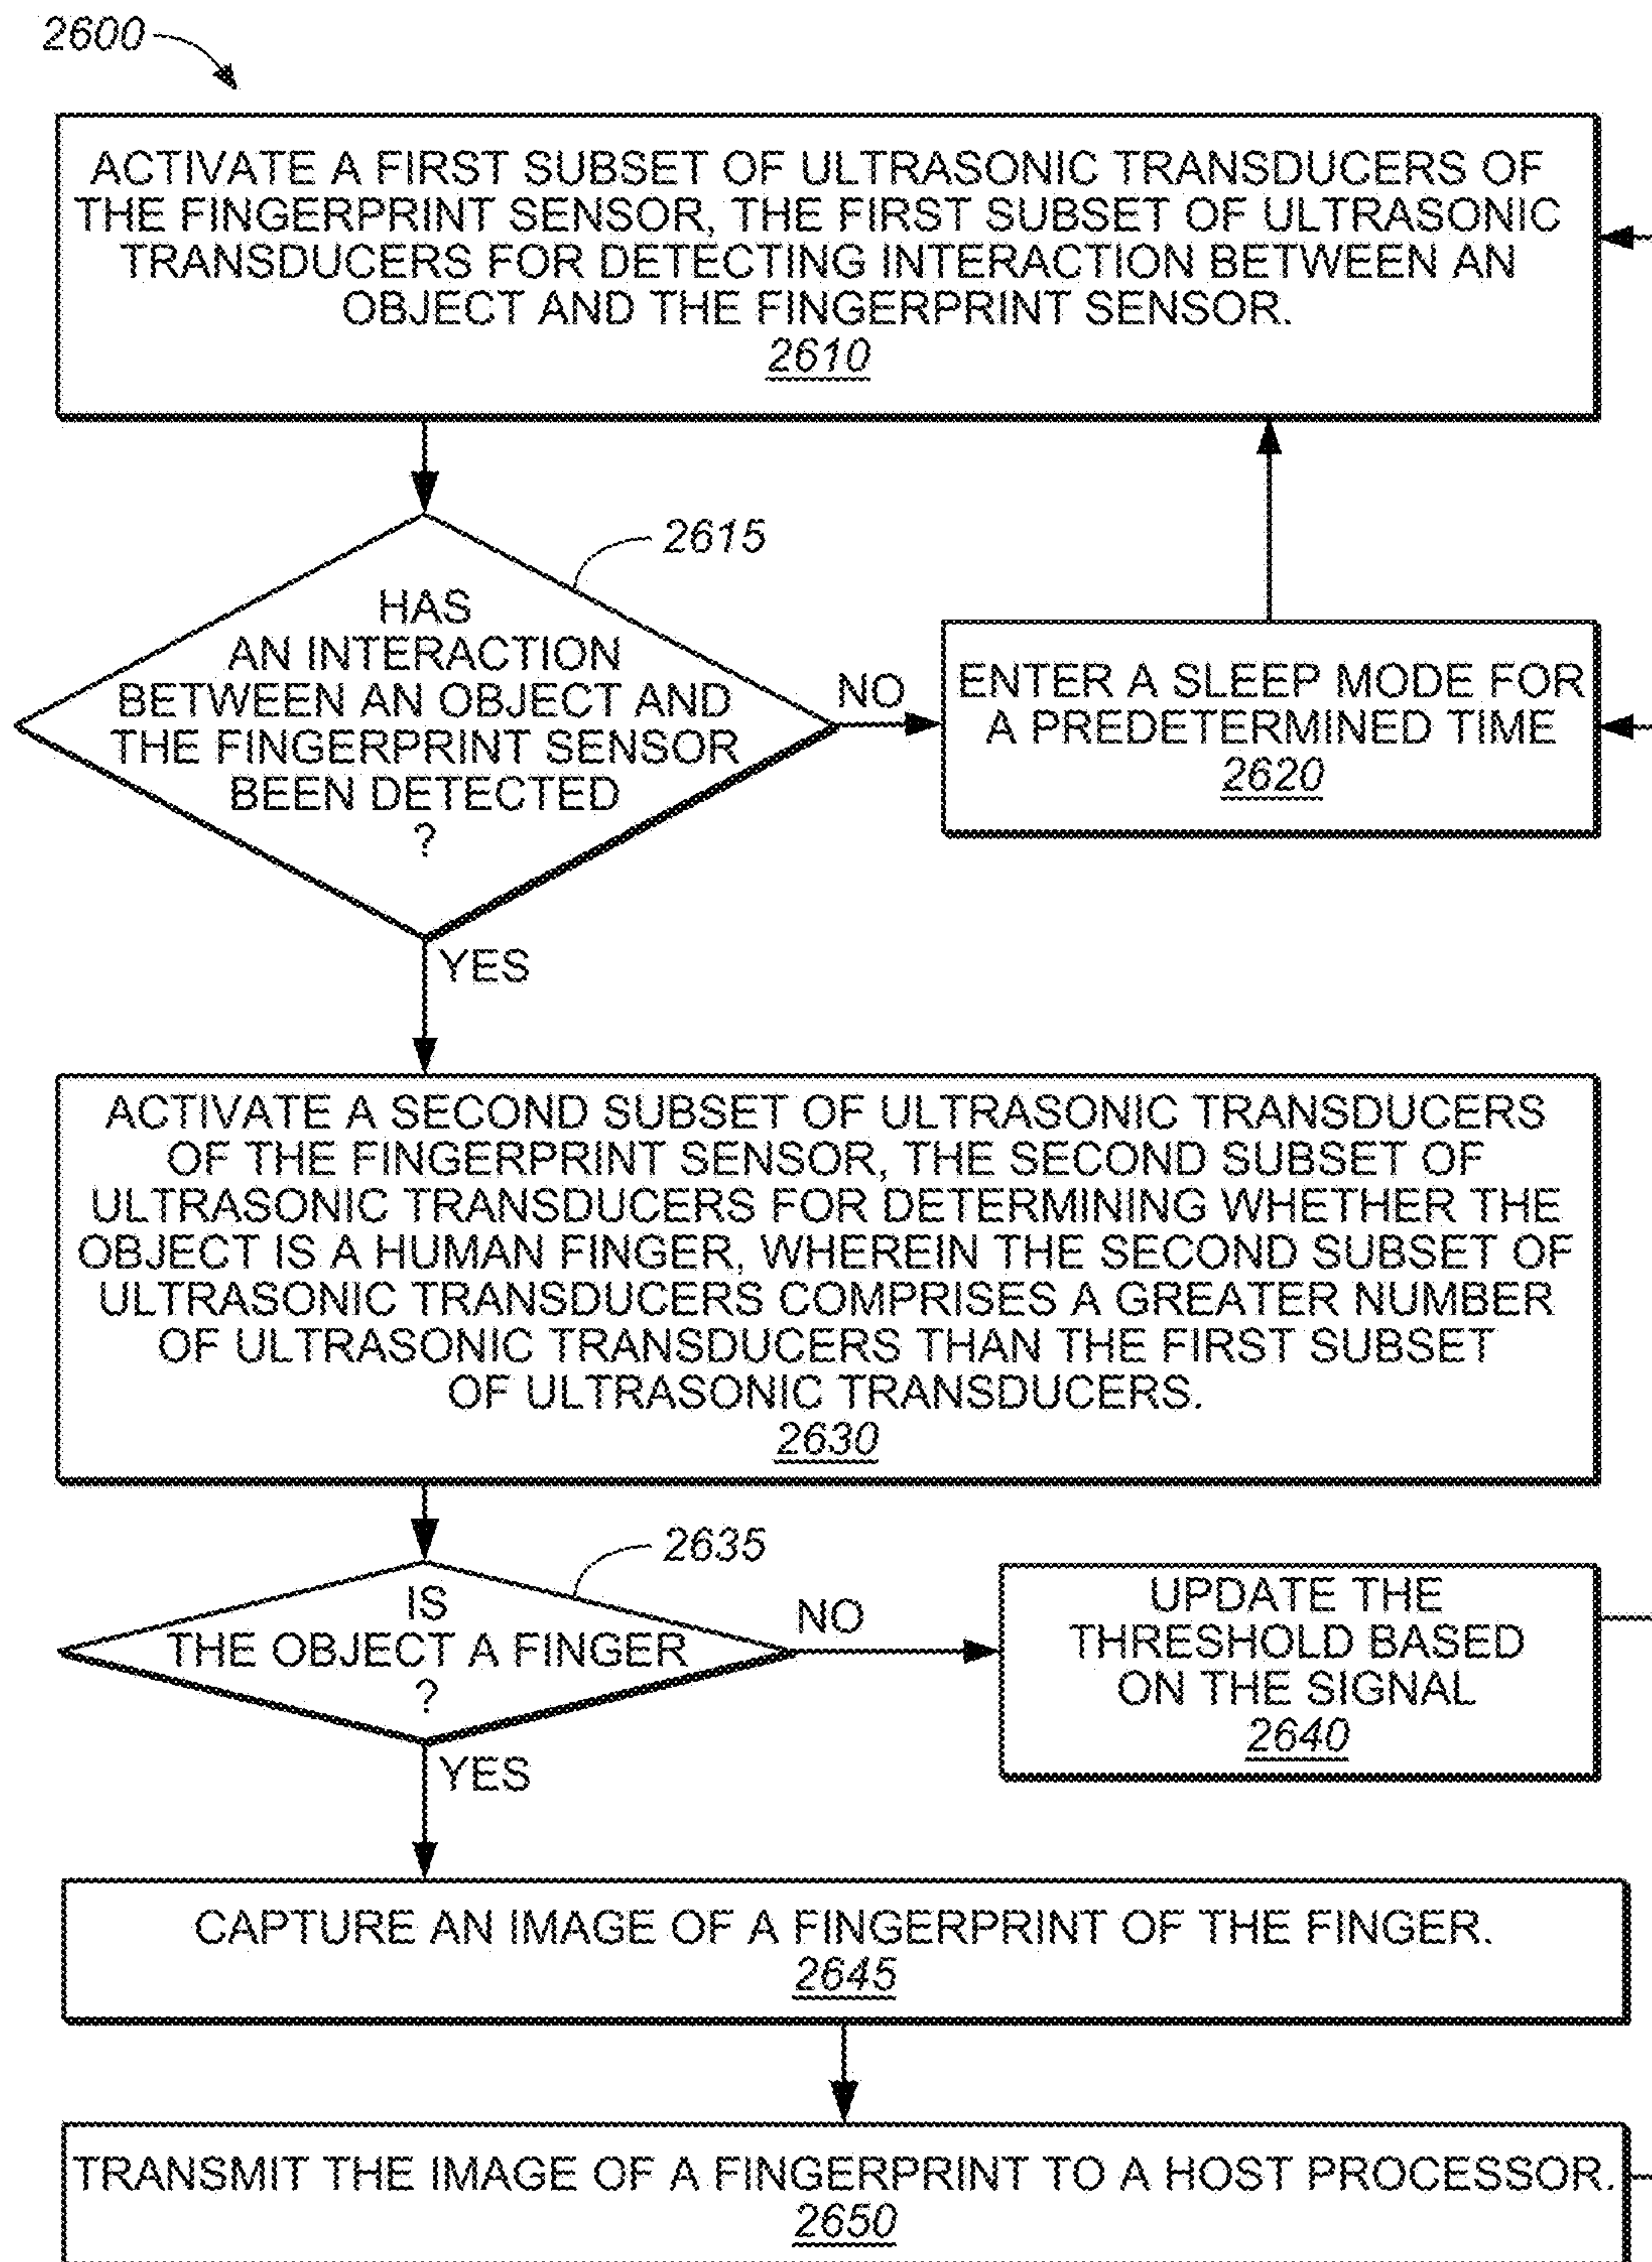 2600
ACTIVATE A FIRST SUBSET OF ULTRASONIC TRANSDUCERS OF
THE FINGERPRINT SENSOR, THE FIRST SUBSET OF ULTRASONIC
TRANSDUCERS FOR DETECTING INTERACTION BETWEEN AN
OBJECT AND THE FINGERPRINT SENSOR.
2610
2615
HAS
AN INTERACTION
BETWEEN AN OBJECT AND
THE FINGERPRINT SENSOR
BEEN DETECTED
?
NO
ENTER A SLEEP MODE FOR
A PREDETERMINED TIME
2620
YES
ACTIVATE A SECOND SUBSET OF ULTRASONIC TRANSDUCERS
OF THE FINGERPRINT SENSOR, THE SECOND SUBSET OF
ULTRASONIC TRANSDUCERS FOR DETERMINING WHETHER THE
OBJECT IS A HUMAN FINGER, WHEREIN THE SECOND SUBSET OF
ULTRASONIC TRANSDUCERS COMPRISES A GREATER NUMBER
OF ULTRASONIC TRANSDUCERS THAN THE FIRST SUBSET
OF ULTRASONIC TRANSDUCERS.
2630
2635
IS
THE OBJECT A FINGER
?
NO
UPDATE THE
THRESHOLD BASED
ON THE SIGNAL
2640
YES
CAPTURE AN IMAGE OF A FINGERPRINT OF THE FINGER.
2645
TRANSMIT THE IMAGE OF A FINGERPRINT TO A HOST PROCESSOR.
2650